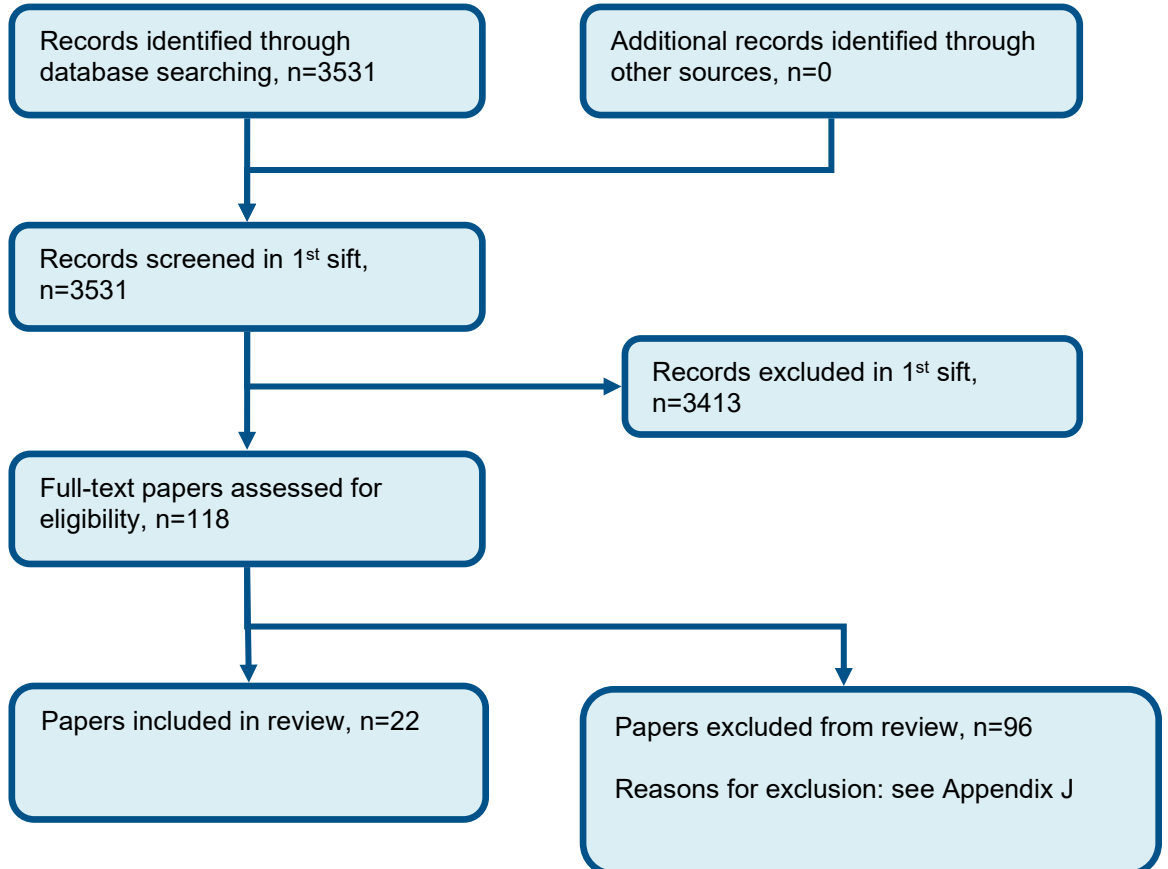 Records identified through
database searching, n=3531
Additional records identified through
other sources, n=0
Records screened in 1st sift,
n=3531
Records excluded in 1st sift,
n=3413
Full-text papers assessed for
eligibility, n=118
Papers included in review, n=22
Papers excluded from review, n=96
Reasons for exclusion: see Appendix J